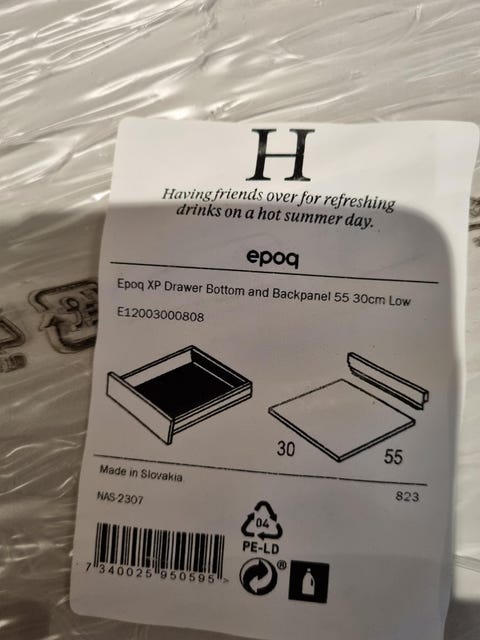 H
Having friends over for refreshing
drinks on a hot summer day.
epoq
Epoq XP Drawer Bottom and Backpanel 55 30cm Low
E12003000808
30
55
Made in Slovakia
NAS-2307
823
04
PE-LD
®
7 340025 950595 >